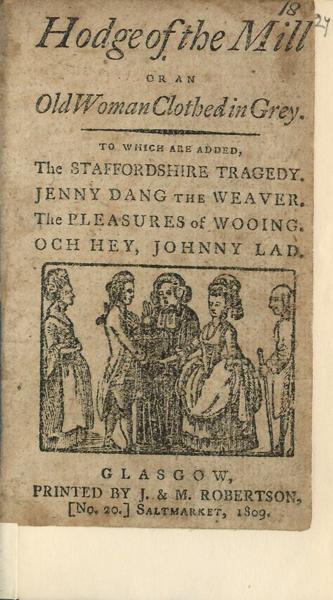 18
24
Hodge of the Mill
OR AN
Old Woman Clothed in Grey.
TO WHICH ARE ADDED,
The STAFFORDSHIRE TRAGEDY.
JENNY DANG THE WEAVER.
The PLEASURES of WOOING.
OCH HEY, JOHNNY LAD.
GLASGOW,
PRINTED BY J. & M. ROBERTSON,
[No. 20.] SALTMARKET, 1809.